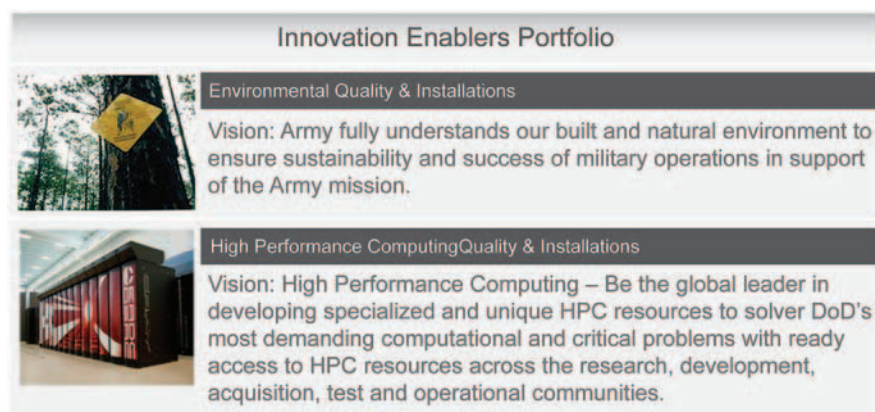 Innovation Enablers Portfolio
Environmental Quality & Installations
Vision: Army fully understands our built and natural environment to
ensure sustainability and success of military operations in support
of the Army mission.
High Performance ComputingQuality & Installations
Vision: High Performance Computing – Be the global leader in
developing specialized and unique HPC resources to solver DoD's
most demanding computational and critical problems with ready
access to HPC resources across the research, development,
acquisition, test and operational communities.